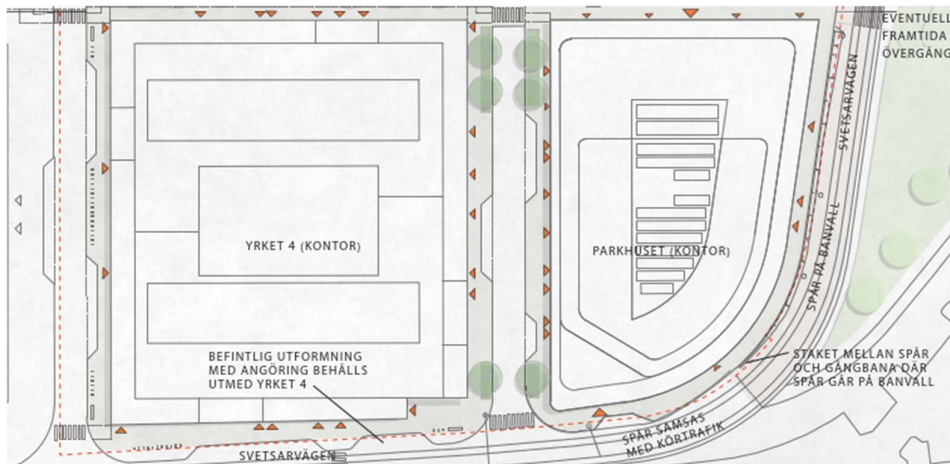 EVENTUELL
FRAMTIDA
ÖVERGÅNG
SVETSARVÄGEN
YRKET 4 (KONTOR)
PARKHUSET (KONTOR)
SPÅR PÅ BANVALL
BEFINTLIG UTFORMNING
MED ANGÖRING BEHÅLLS
UTMED YRKET 4
STAKET MELLAN SPÅR
OCH GÅNGBANA DÄR
SPÅR GÅR PÅ BANVALL
SPÅR SAMSAS
MED KÖRTRAFIK
SVETSARVÄGEN